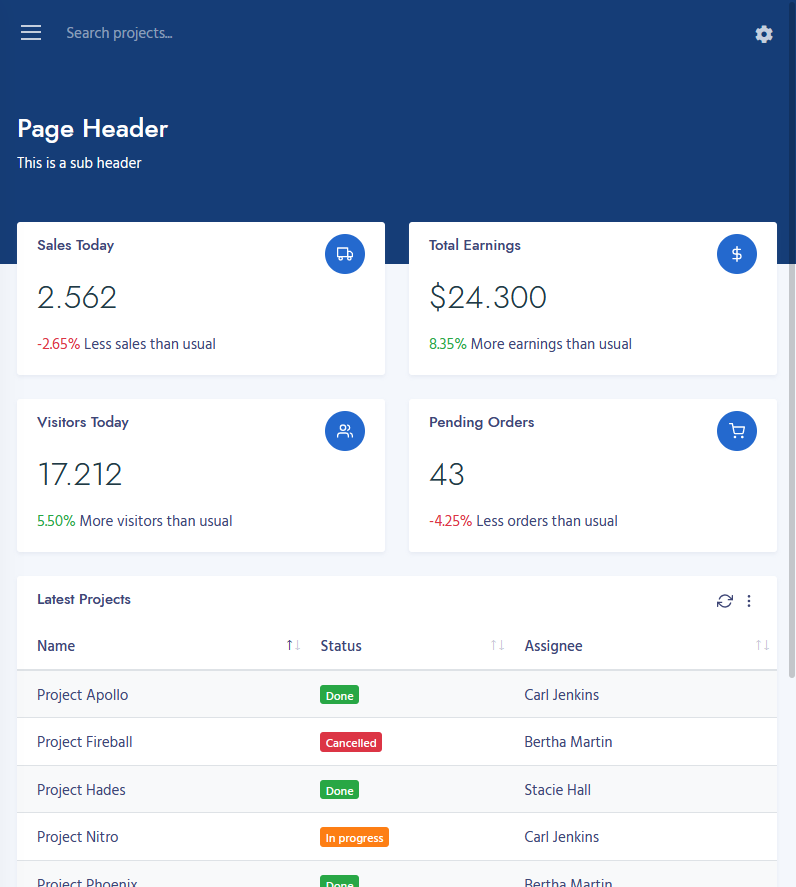 Search projects...
Page Header
This is a sub header
Sales Today
2.562
-2.65% Less sales than usual
Total Earnings
$24.300
8.35% More earnings than usual
Visitors Today
17.212
5.50% More visitors than usual
Pending Orders
43
-4.25% Less orders than usual
Latest Projects
Name Status Assignee
Project Apollo Done Carl Jenkins
Project Fireball Cancelled Bertha Martin
Project Hades Done Stacie Hall
Project Nitro In progress Carl Jenkins
Project Phoenix Done Bertha Martin